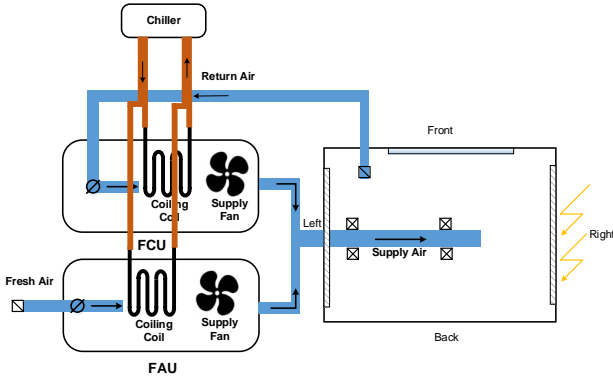 Chiller
Return Air
Front
Coiling
Coil
Supply
Fan
FCU
Left
Right
Supply Air
Fresh Air
Coiling
Coil
Supply
Fan
Back
FAU